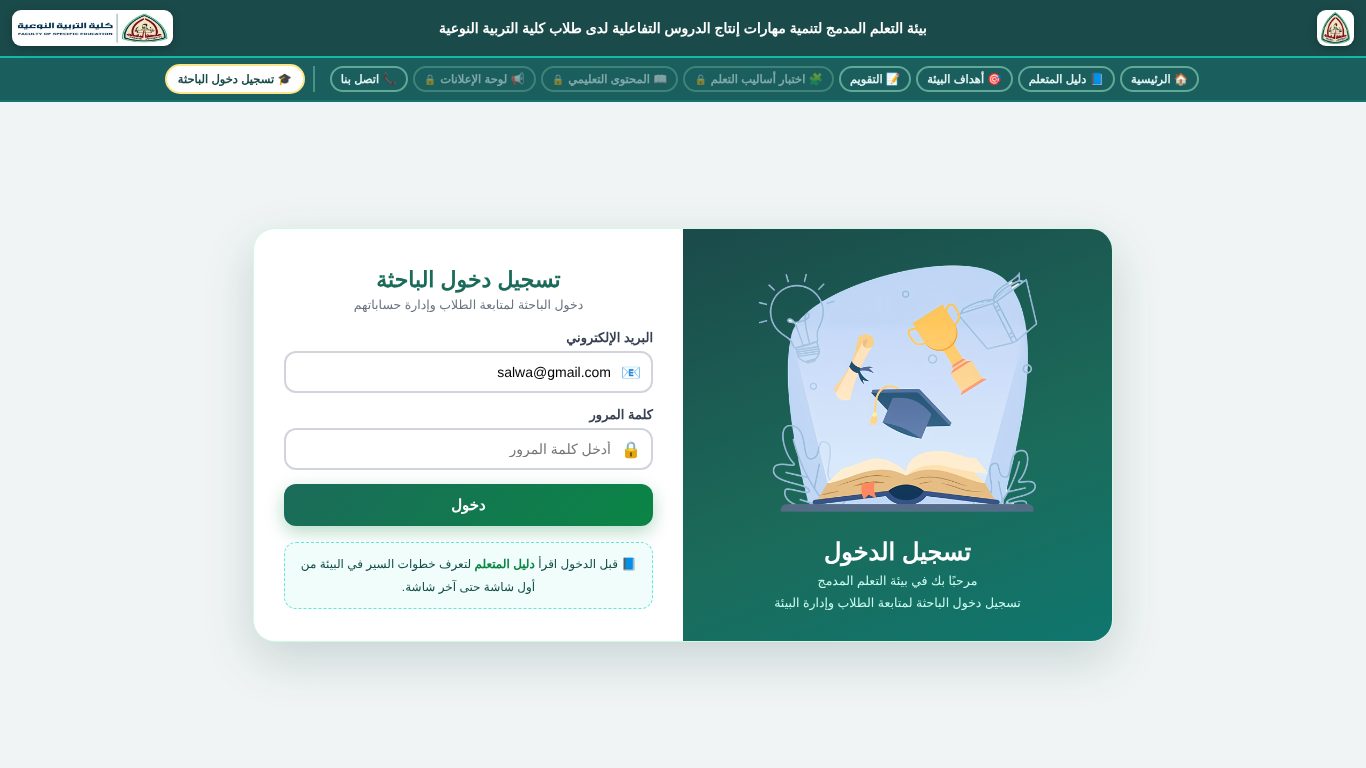 بيئة التعلم المدمج لتنمية مهارات إنتاج الدروس التفاعلية لدى طلاب كلية التربية النوعية
كلية التربية النوعية
FACULTY OF SPECIFIC EDUCATION
🏠 الرئيسية
📘 دليل المتعلم
🎯 أهداف البيئة
📝 التقويم
🧩 اختبار أساليب التعلم 🔒
📖 المحتوى التعليمي 🔒
📢 لوحة الإعلانات 🔒
📞 اتصل بنا
🎓 تسجيل دخول الباحثة
تسجيل الدخول
مرحبًا بك في بيئة التعلم المدمج
تسجيل دخول الباحثة لمتابعة الطلاب وإدارة البيئة
تسجيل دخول الباحثة
دخول الباحثة لمتابعة الطلاب وإدارة حساباتهم
البريد الإلكتروني
salwa@gmail.com
كلمة المرور
أدخل كلمة المرور
دخول
📘 قبل الدخول اقرأ دليل المتعلم لتعرف خطوات السير في البيئة من
أول شاشة حتى آخر شاشة.